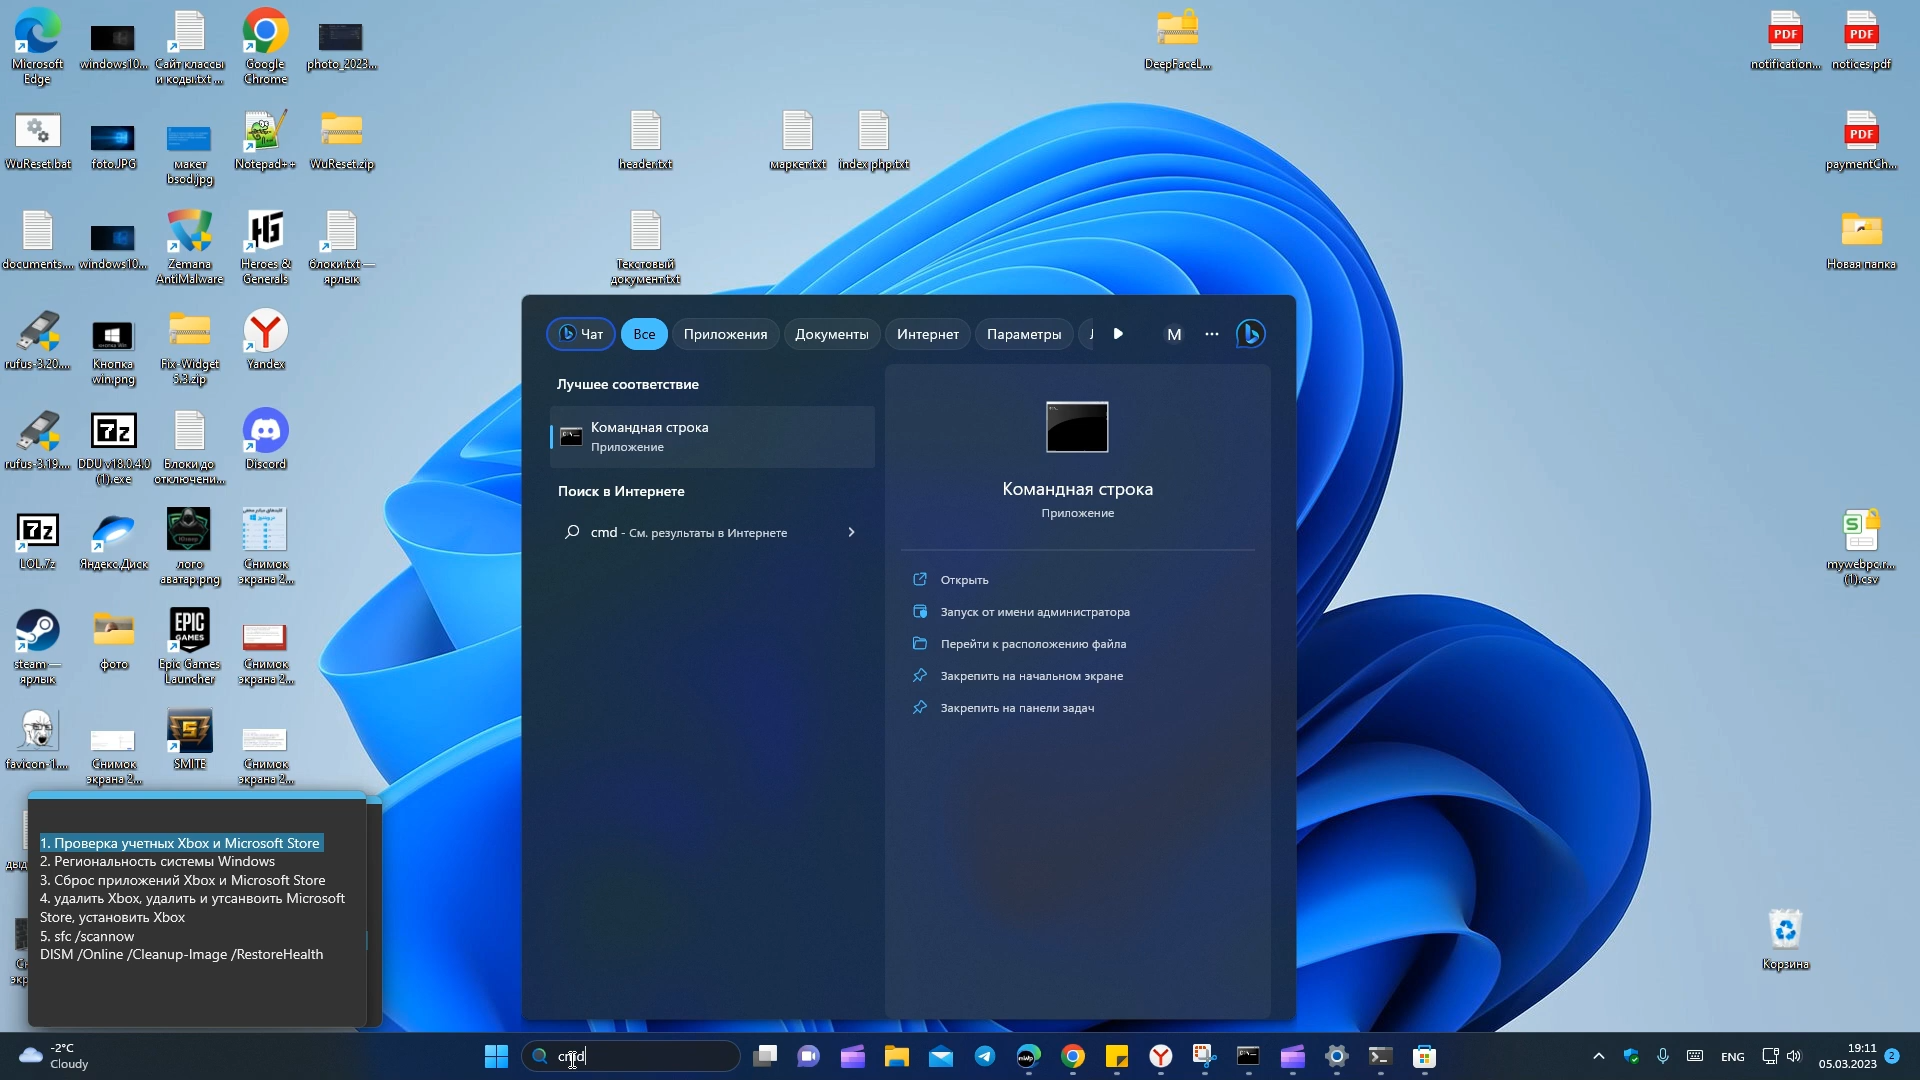 Microsoft
Edge
windows10...
Сайт классы
и коды.txt ...
Google
Chrome
photo_2023...
DeepFaceL...
notification...
notices.pdf
WuReset.bat
foto.JPG
макет
bsod.jpg
Notepad++
WuReset.zip
header.txt
маркет.txt
index php.txt
paymentCh...
documents....
windows10...
Zemana
AntiMalware
Heroes &
Generals
блоки.txt —
ярлык
Текстовый
документ.txt
Новая папка
rufus-3.20....
Кнопка
win.png
Fix-Widget
5.3.zip
Yandex
rufus-3.19....
DDU v18.0.4.0
(1).exe
Блоки до
отключени...
Discord
LOL.7z
Яндекс.Диск
лого
аватар.png
Снимок
экрана 2...
mywebpc.r...
(1).csv
steam —
ярлык
фото
Epic Games
Launcher
Снимок
экрана 2...
favicon-1....
Снимок
экрана 2...
SMITE
Снимок
экрана 2...
Корзина
Чат
Все
Приложения
Документы
Интернет
Параметры
M
Лучшее соответствие
Командная строка
Приложение
Поиск в Интернете
cmd - См. результаты в Интернете
Командная строка
Приложение
Открыть
Запуск от имени администратора
Перейти к расположению файла
Закрепить на начальном экране
Закрепить на панели задач
1. Проверка учетных Xbox и Microsoft Store
2. Региональность системы Windows
3. Сброс приложений Xbox и Microsoft Store
4. удалить Xbox, удалить и утсанвоить Microsoft
Store, установить Xbox
5. sfc /scannow
DISM /Online /Cleanup-Image /RestoreHealth
-2°C
Cloudy
cmd
ENG
19:11
05.03.2023
2